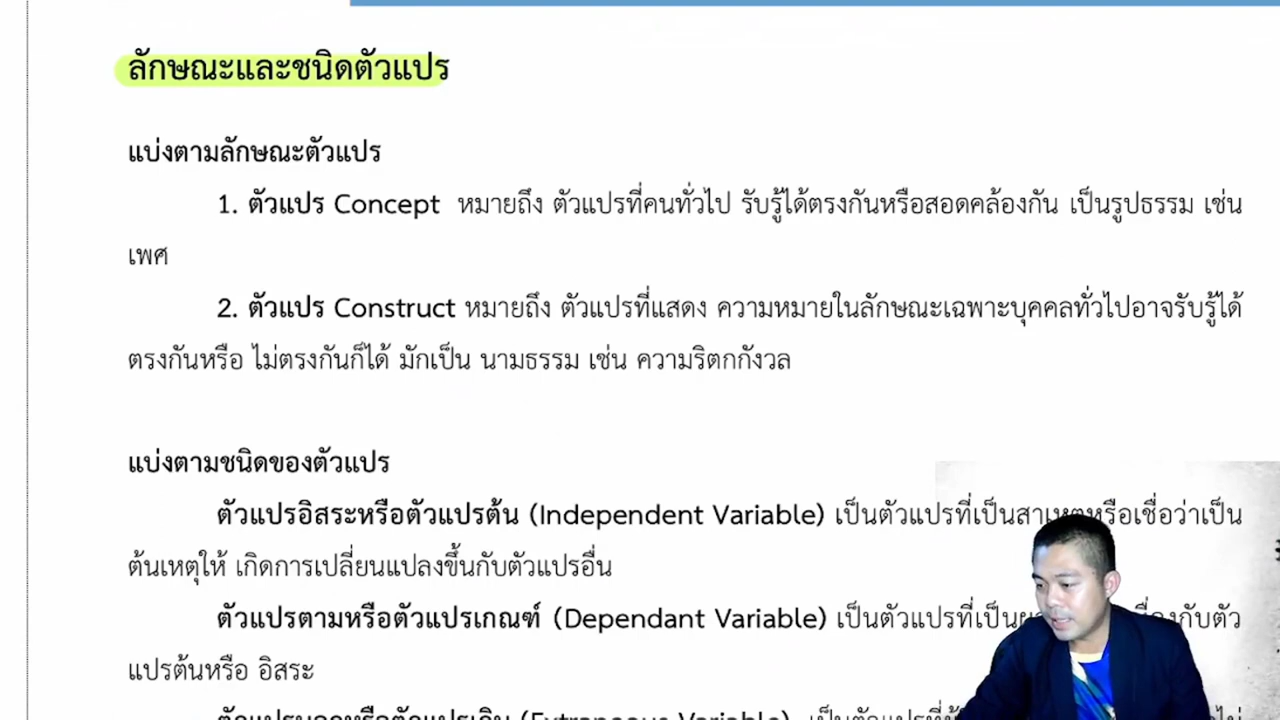 ลักษณะและชนิดตัวแปร
แบ่งตามลักษณะตัวแปร
1. ตัวแปร Concept หมายถึง ตัวแปรที่คนทั่วไป รับรู้ได้ตรงกันหรือสอดคล้องกัน เป็นรูปธรรม เช่น
เพศ
2. ตัวแปร Construct หมายถึง ตัวแปรที่แสดง ความหมายในลักษณะเฉพาะบุคคลทั่วไปอาจรับรู้ได้
ตรงกันหรือ ไม่ตรงกันก็ได้ มักเป็น นามธรรม เช่น ความริตกกังวล
แบ่งตามชนิดของตัวแปร
ตัวแปรอิสระหรือตัวแปรต้น (Independent Variable) เป็นตัวแปรที่เป็นสาเหตุหรือเชื่อว่าเป็น
ต้นเหตุให้ เกิดการเปลี่ยนแปลงขึ้นกับตัวแปรอื่น
ตัวแปรตามหรือตัวแปรเกณฑ์ (Dependant Variable) เป็นตัวแปรที่เป็น กับตัว
แปรต้นหรือ อิสระ
(Extraneous Variable) เป็นตัวแปรที่